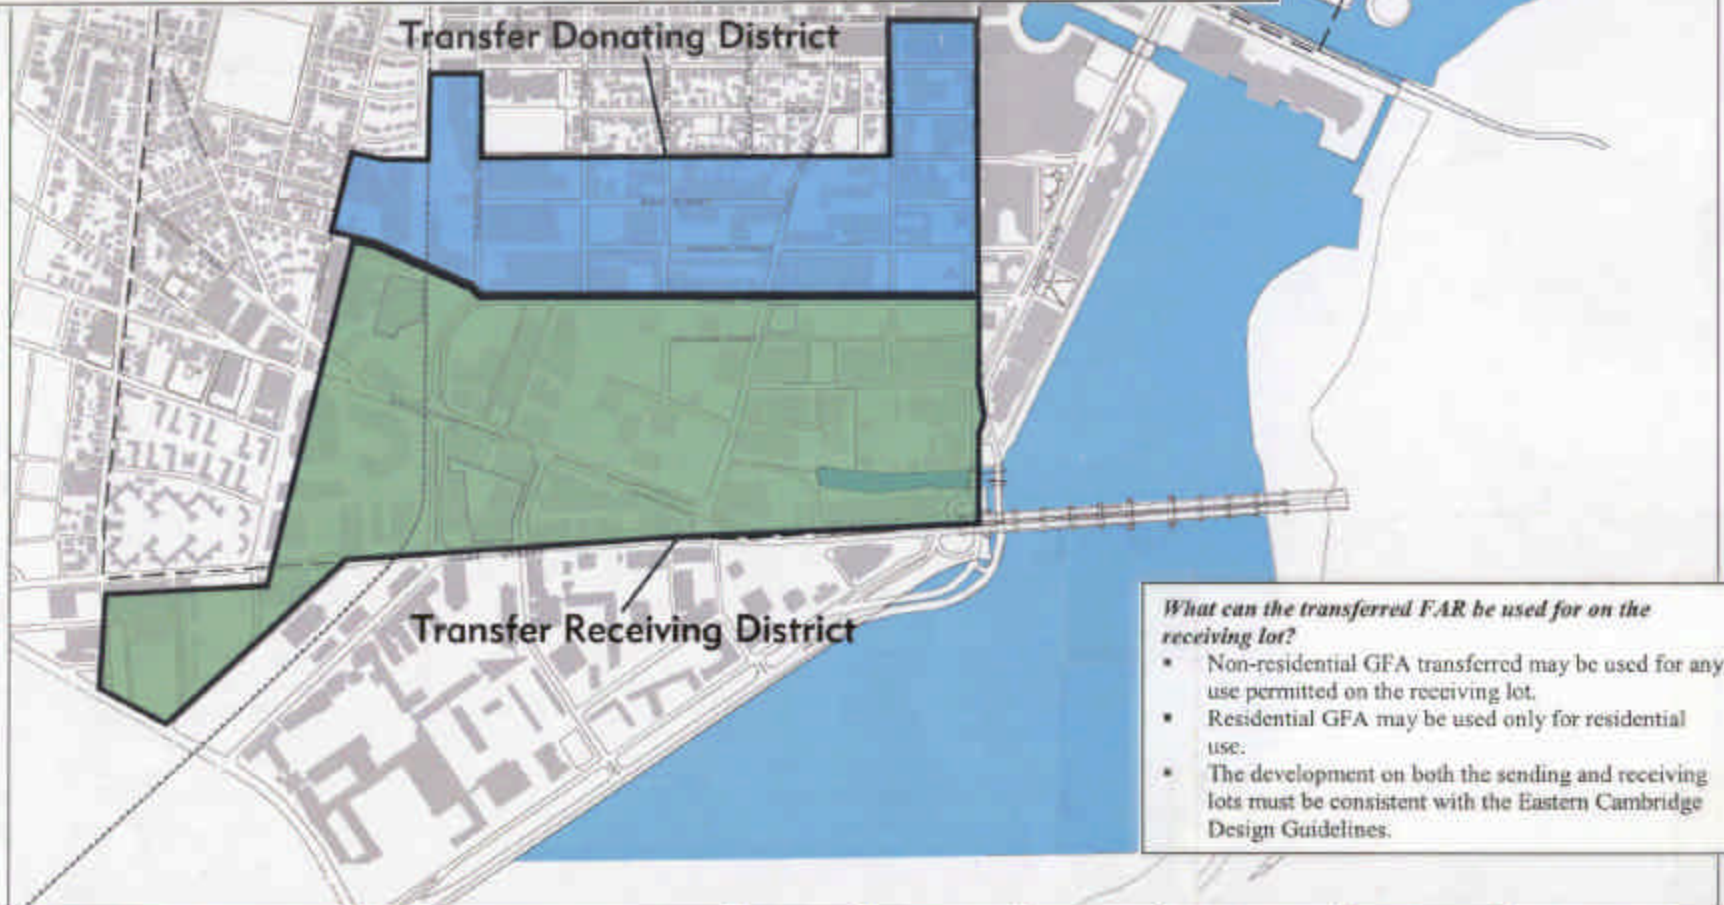 Transfer Donating District
Transfer Receiving District
What can the transferred FAR be used for on the
receiving lot?
▪ Non-residential GFA transferred may be used for any
use permitted on the receiving lot.
▪ Residential GFA may be used only for residential
use.
▪ The development on both the sending and receiving
lots must be consistent with the Eastern Cambridge
Design Guidelines.